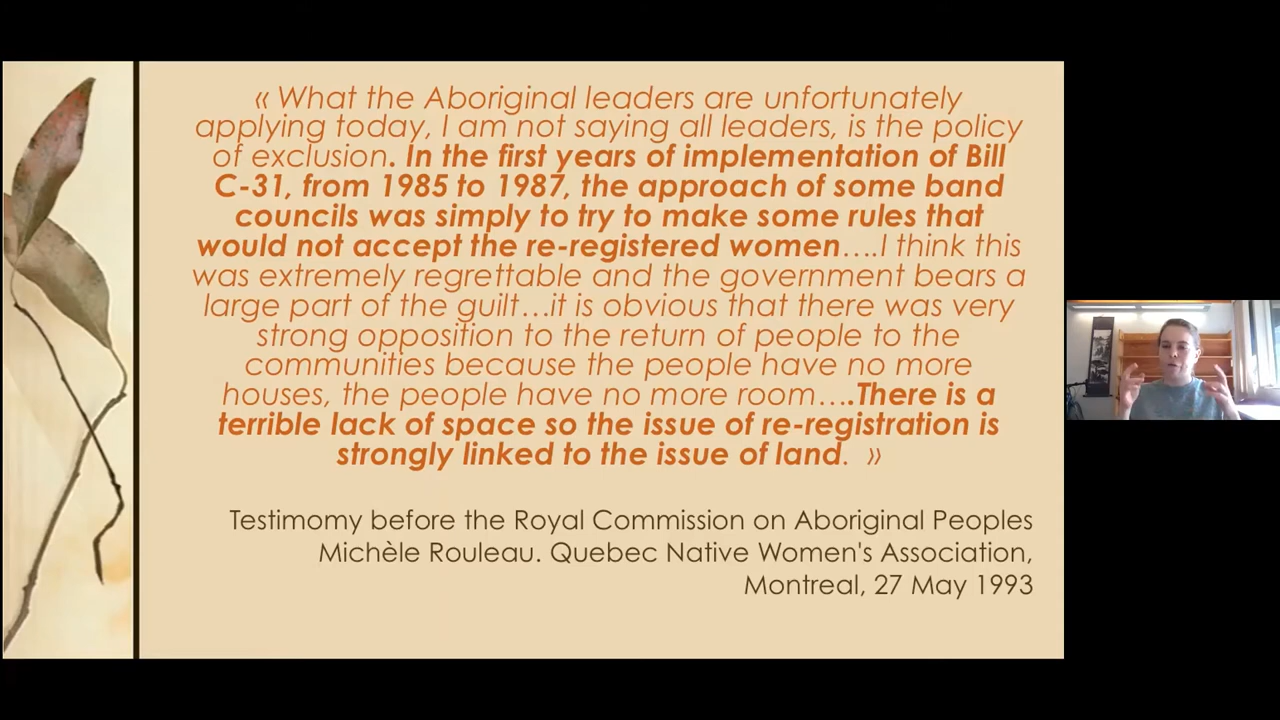 « What the Aboriginal leaders are unfortunately
applying today, I am not saying all leaders, is the policy
of exclusion. In the first years of implementation of Bill
C-31, from 1985 to 1987, the approach of some band
councils was simply to try to make some rules that
would not accept the re-registered women….I think this
was extremely regrettable and the government bears a
large part of the guilt…it is obvious that there was very
strong opposition to the return of people to the
communities because the people have no more
houses, the people have no more room….There is a
terrible lack of space so the issue of re-registration is
strongly linked to the issue of land. »
Testimomy before the Royal Commission on Aboriginal Peoples
Michèle Rouleau. Quebec Native Women's Association,
Montreal, 27 May 1993